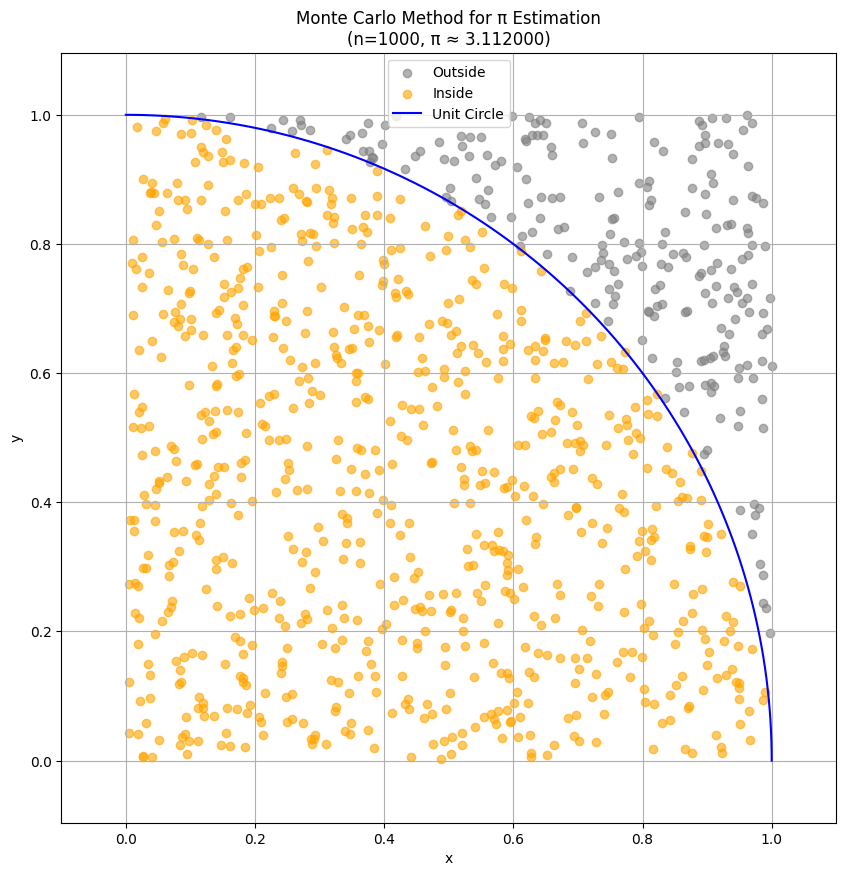 Monte Carlo Method for π Estimation
(n=1000, π ≈ 3.112000)
Outside
Inside
Unit Circle
1.0
0.8
0.6
0.4
0.2
0.0
y
0.0 0.2 0.4 0.6 0.8 1.0
x